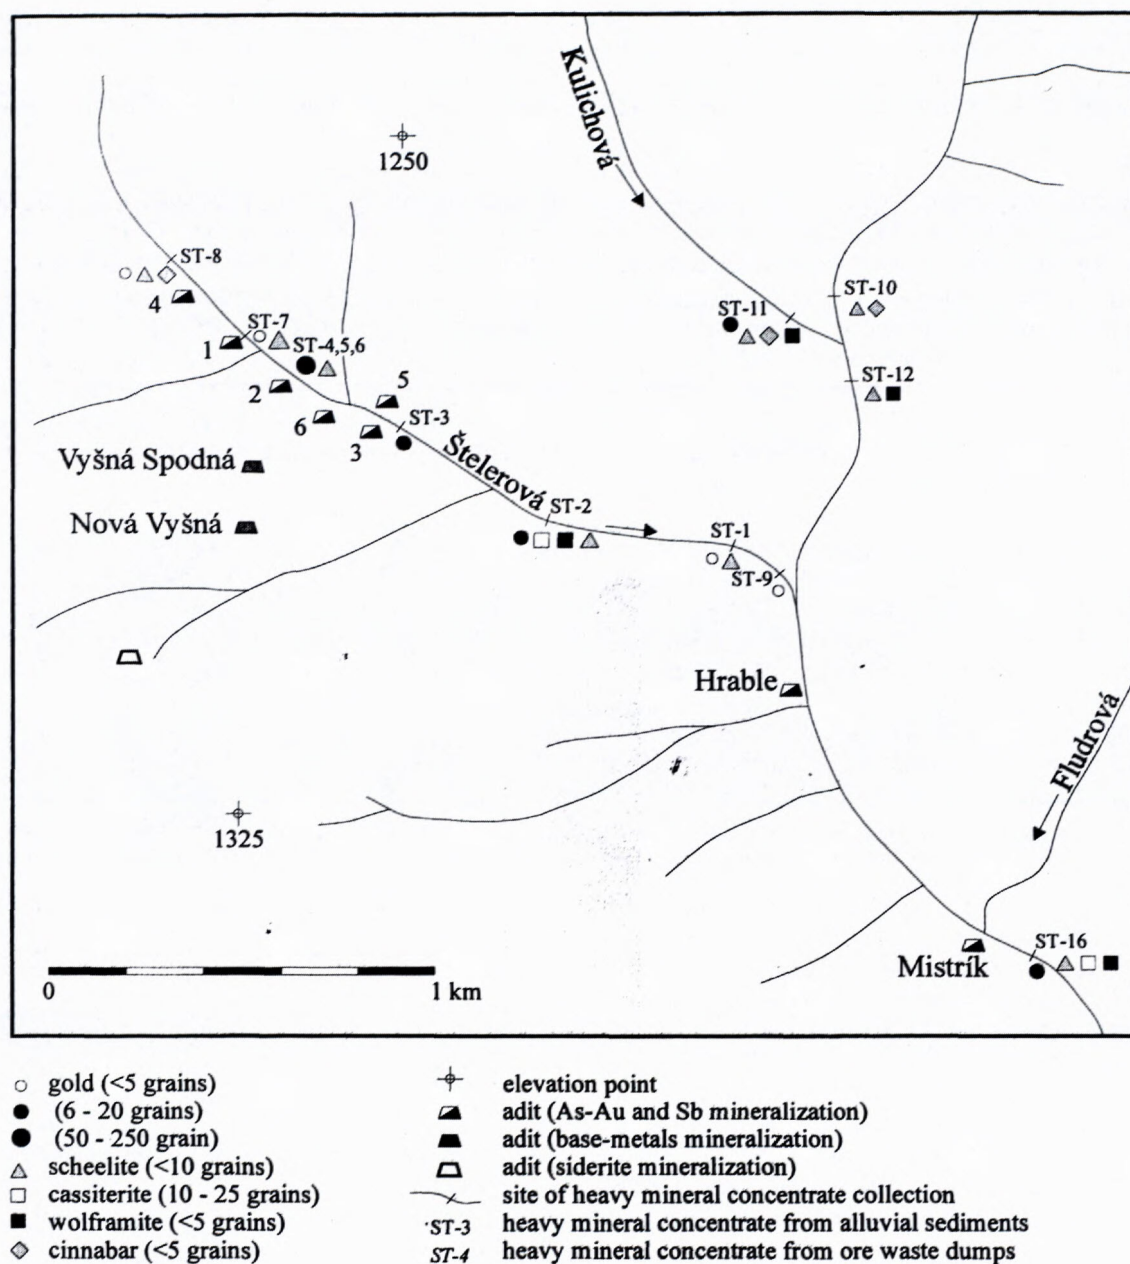 Kulichová
1250
ST-8
4
ST-10
ST-11
ST-7
1
ST-4,5,6
ST-12
2
5
6
ST-3
3
Vyšná Spodná
Štelerová
Nová Vyšná
ST-2
ST-1
ST-9
Hrable
Fludrová
1325
ST-16
Mistrík
0
1 km
gold (<5 grains)
(6 - 20 grains)
(50 - 250 grain)
scheelite (<10 grains)
cassiterite (10 - 25 grains)
wolframite (<5 grains)
cinnabar (<5 grains)
elevation point
adit (As-Au and Sb mineralization)
adit (base-metals mineralization)
adit (siderite mineralization)
site of heavy mineral concentrate collection
ST-3 heavy mineral concentrate from alluvial sediments
ST-4 heavy mineral concentrate from ore waste dumps